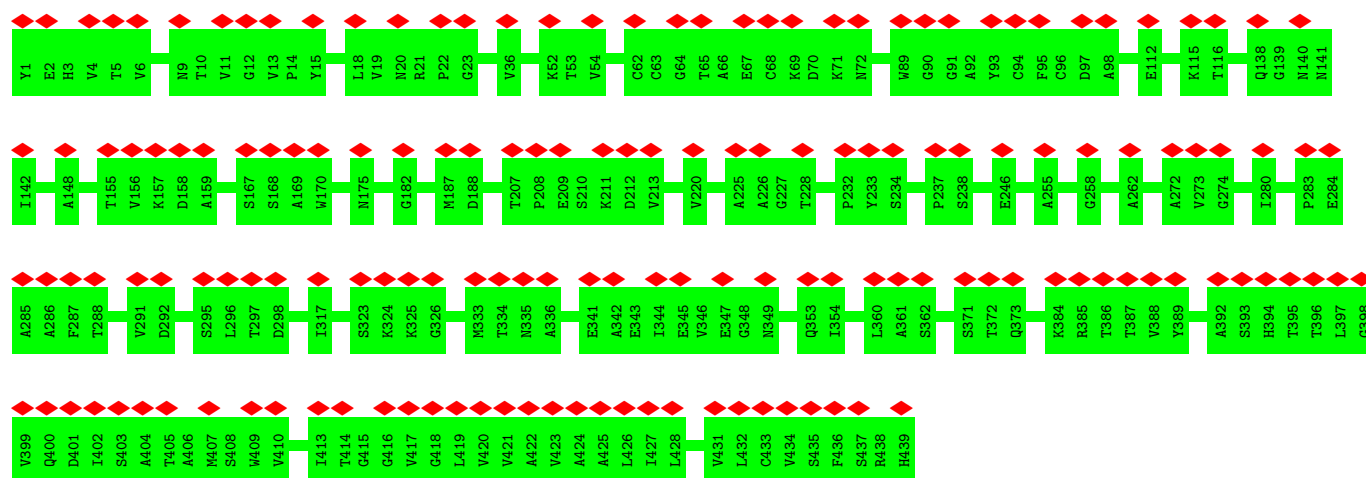 Y1 E2 H3 V4 T5 V6 N9 T10 V11 G12 V13 P14 Y15 L18 V19 N20 R21 P22 G23 V36 K52 T53 V54 C62 C63 G64 T65 A66 E67 C68 K69 D70 K71 N72 W89 G90 G91 A92 Y93 C94 F95 C96 D97 A98 E112 K115 T116 Q138 G139 N140 N141
I142 A148 T155 V156 K157 D158 A159 S167 S168 A169 W170 N175 G182 M187 D188 T207 P208 E209 S210 K211 D212 V213 V220 A225 A226 G227 T228 P232 Y233 S234 P237 S238 E246 A255 G258 A262 A272 V273 G274 I280 P283 E284
A285 A286 F287 T288 V291 D292 S295 L296 T297 D298 I317 S323 K324 K325 G326 M333 T334 N335 A336 E341 A342 E343 I344 E345 V346 E347 G348 N349 Q353 I354 L360 A361 S362 S371 T372 Q373 K384 R385 T386 T387 V388 Y389 A392 S393 H394 T395 T396 L397 G398
V399 Q400 D401 I402 S403 A404 T405 A406 M407 S408 W409 V410 I413 T414 G415 G416 V417 G418 L419 V420 V421 A422 V423 A424 A425 L426 I427 L428 V431 L432 C433 V434 S435 F436 S437 R438 H439